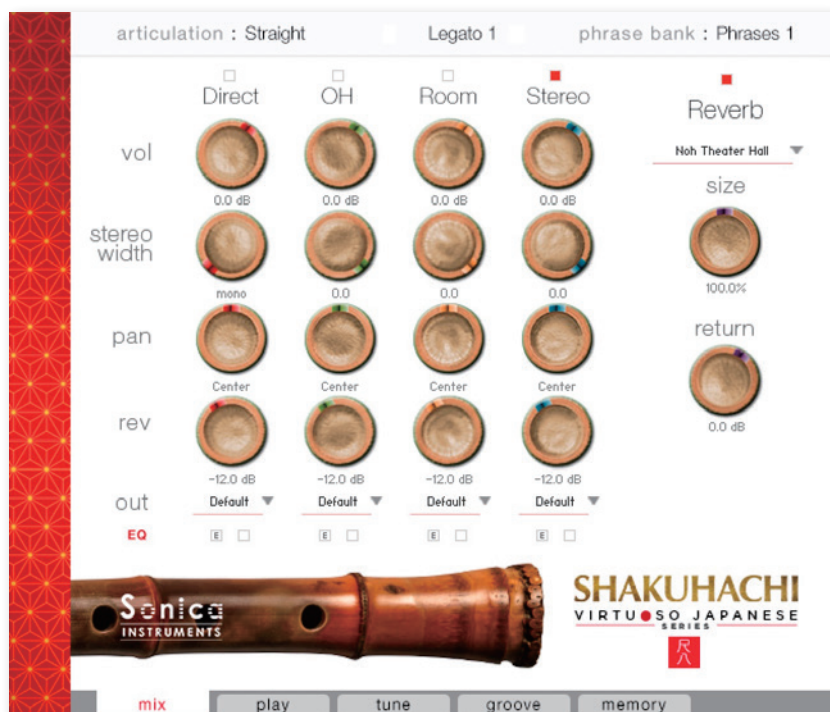 articulation : Straight Legato 1 phrase bank : Phrases 1
Direct OH Room Stereo Reverb
Noh Theater Hall
vol
0.0 dB 0.0 dB 0.0 dB 0.0 dB
size
stereo
width
100.0%
mono 0.0 0.0 0.0
return
pan
Center Center Center Center
rev
0.0 dB
-12.0 dB -12.0 dB -12.0 dB -12.0 dB
out Default Default Default Default
EQ E E E E
Sonica
INSTRUMENTS
SHAKUHACHI
VIRTUOSO JAPANESE
SERIES
尺八
mix play tune groove memory